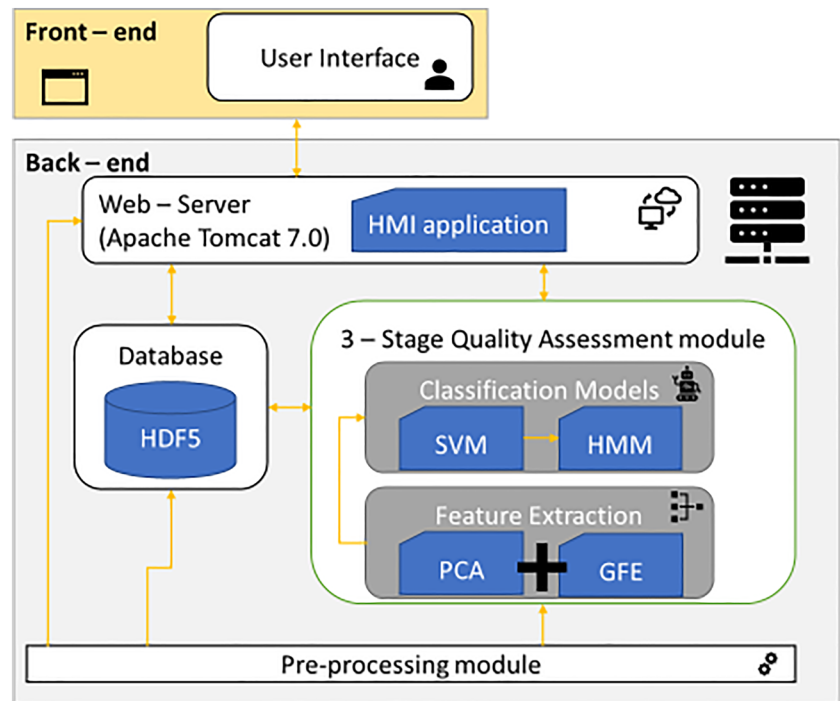 Front – end
User Interface
Back – end
Web – Server
(Apache Tomcat 7.0)
HMI application
Database
HDF5
3 – Stage Quality Assessment module
Classification Models
SVM
HMM
Feature Extraction
PCA
GFE
Pre-processing module